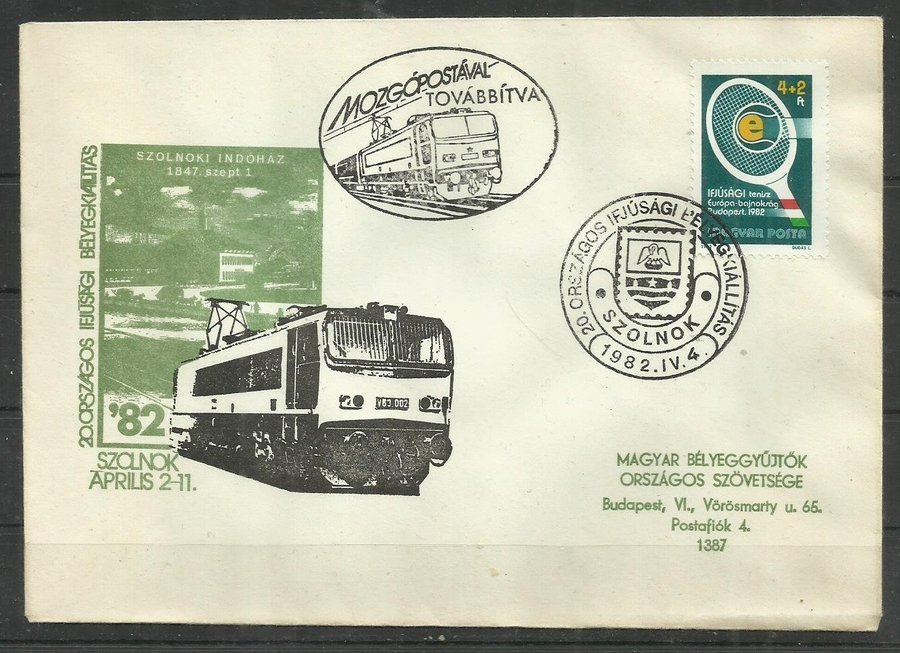 MOZGÓPOSTÁVAL
TOVÁBBÍTVA
4+2
Ft
e
IFJÚSÁGI tenisz
Európa-bajnokság
Budapest, 1982
MAGYAR POSTA
DUDÁS L.
20. ORSZÁGOS IFJÚSÁGI BÉLYEGKIÁLLÍTÁS
SZOLNOK
1982.IV.4.
20. ORSZÁGOS IFJÚSÁGI BÉLYEGKIÁLLÍTÁS
SZOLNOKI INDÓHÁZ
1847. szept. 1
'82
SZOLNOK
ÁPRILIS 2-11.
V63.002
MAGYAR BÉLYEGGYŰJTŐK
ORSZÁGOS SZÖVETSÉGE
Budapest, VI., Vörösmarty u. 65.
Postafiók 4.
1387